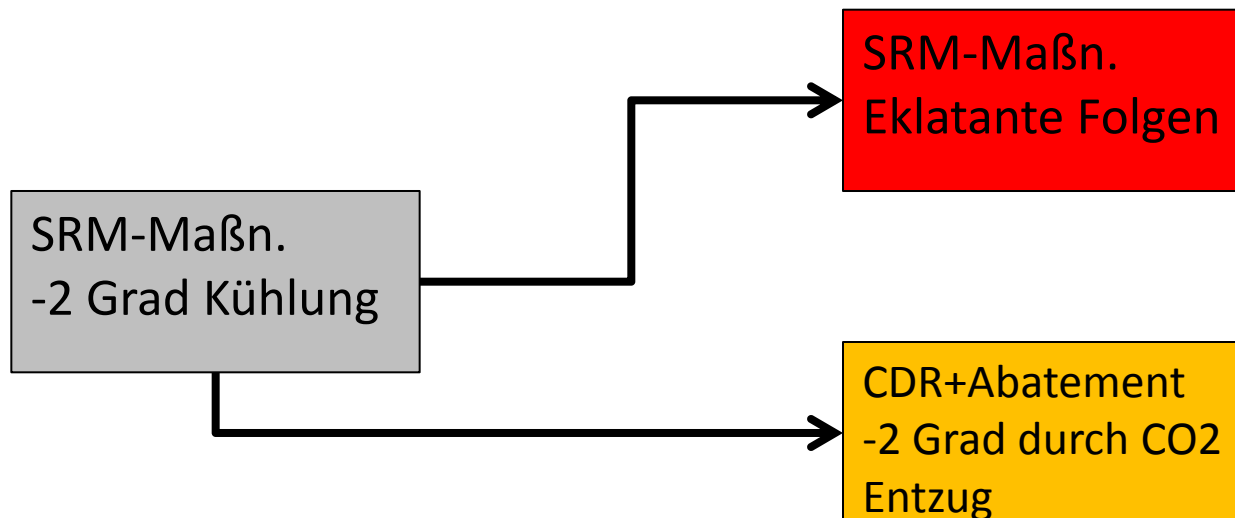 SRM-Maßn.
Eklatante Folgen
SRM-Maßn.
-2 Grad Kühlung
CDR+Abatement
-2 Grad durch CO2
Entzug